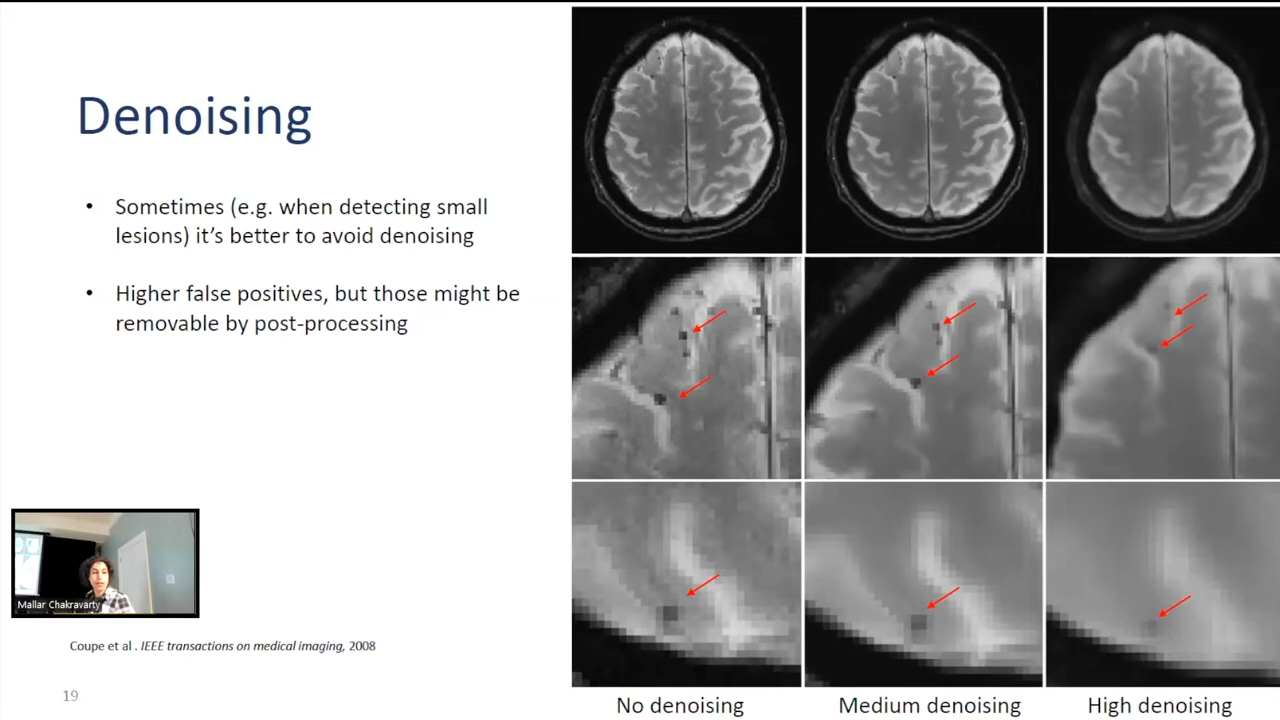 Denoising
• Sometimes (e.g. when detecting small
lesions) it's better to avoid denoising
• Higher false positives, but those might be
removable by post-processing
Mallar Chakravarty
Coupe et al . IEEE transactions on medical imaging, 2008
19
No denoising
Medium denoising
High denoising